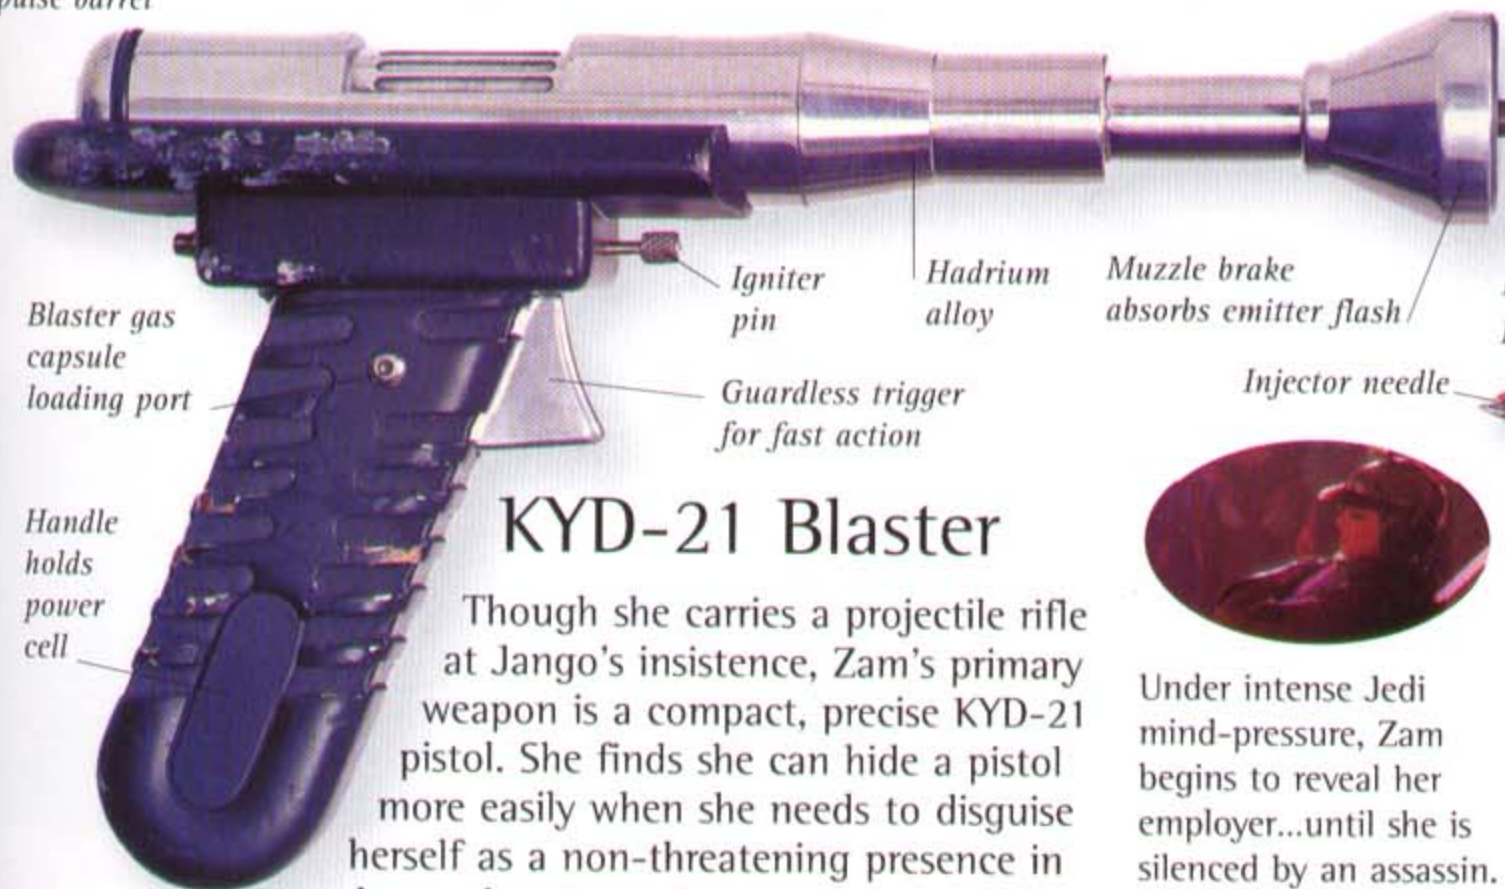 pulse barrel
Igniter
pin
Hadrium
alloy
Muzzle brake
absorbs emitter flash
Blaster gas
capsule
loading port
Guardless trigger
for fast action
Injector needle
Handle
holds
power
cell
KYD-21 Blaster
Though she carries a projectile rifle
at Jango's insistence, Zam's primary
weapon is a compact, precise KYD-21
pistol. She finds she can hide a pistol
more easily when she needs to disguise
herself as a non-threatening presence in
Under intense Jedi
mind-pressure, Zam
begins to reveal her
employer...until she is
silenced by an assassin.